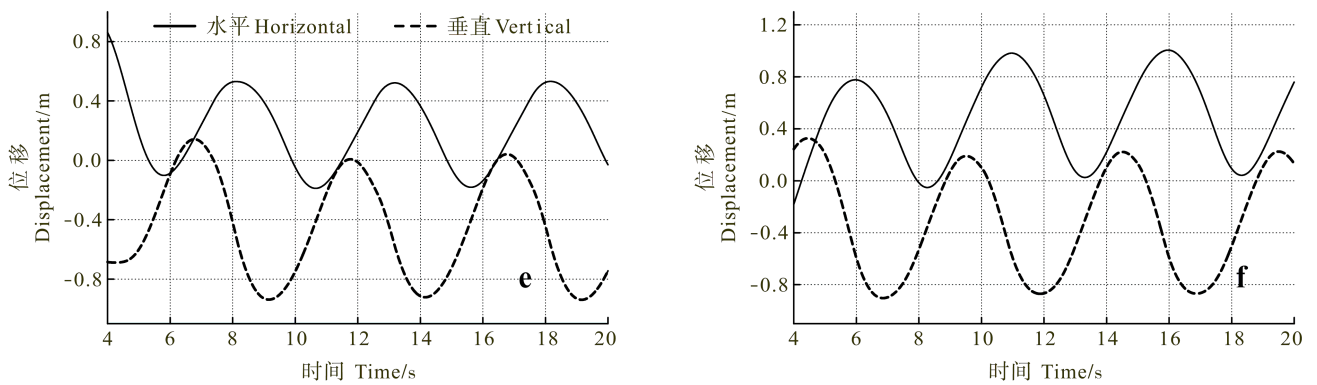 水平 Horizontal 垂直 Vertical
0.8
0.4
0.0
-0.4
-0.8
位移 Displacement/m
e
4 6 8 10 12 14 16 18 20
时间 Time/s
1.2
0.8
0.4
0.0
-0.4
-0.8
位移 Displacement/m
f
4 6 8 10 12 14 16 18 20
时间 Time/s